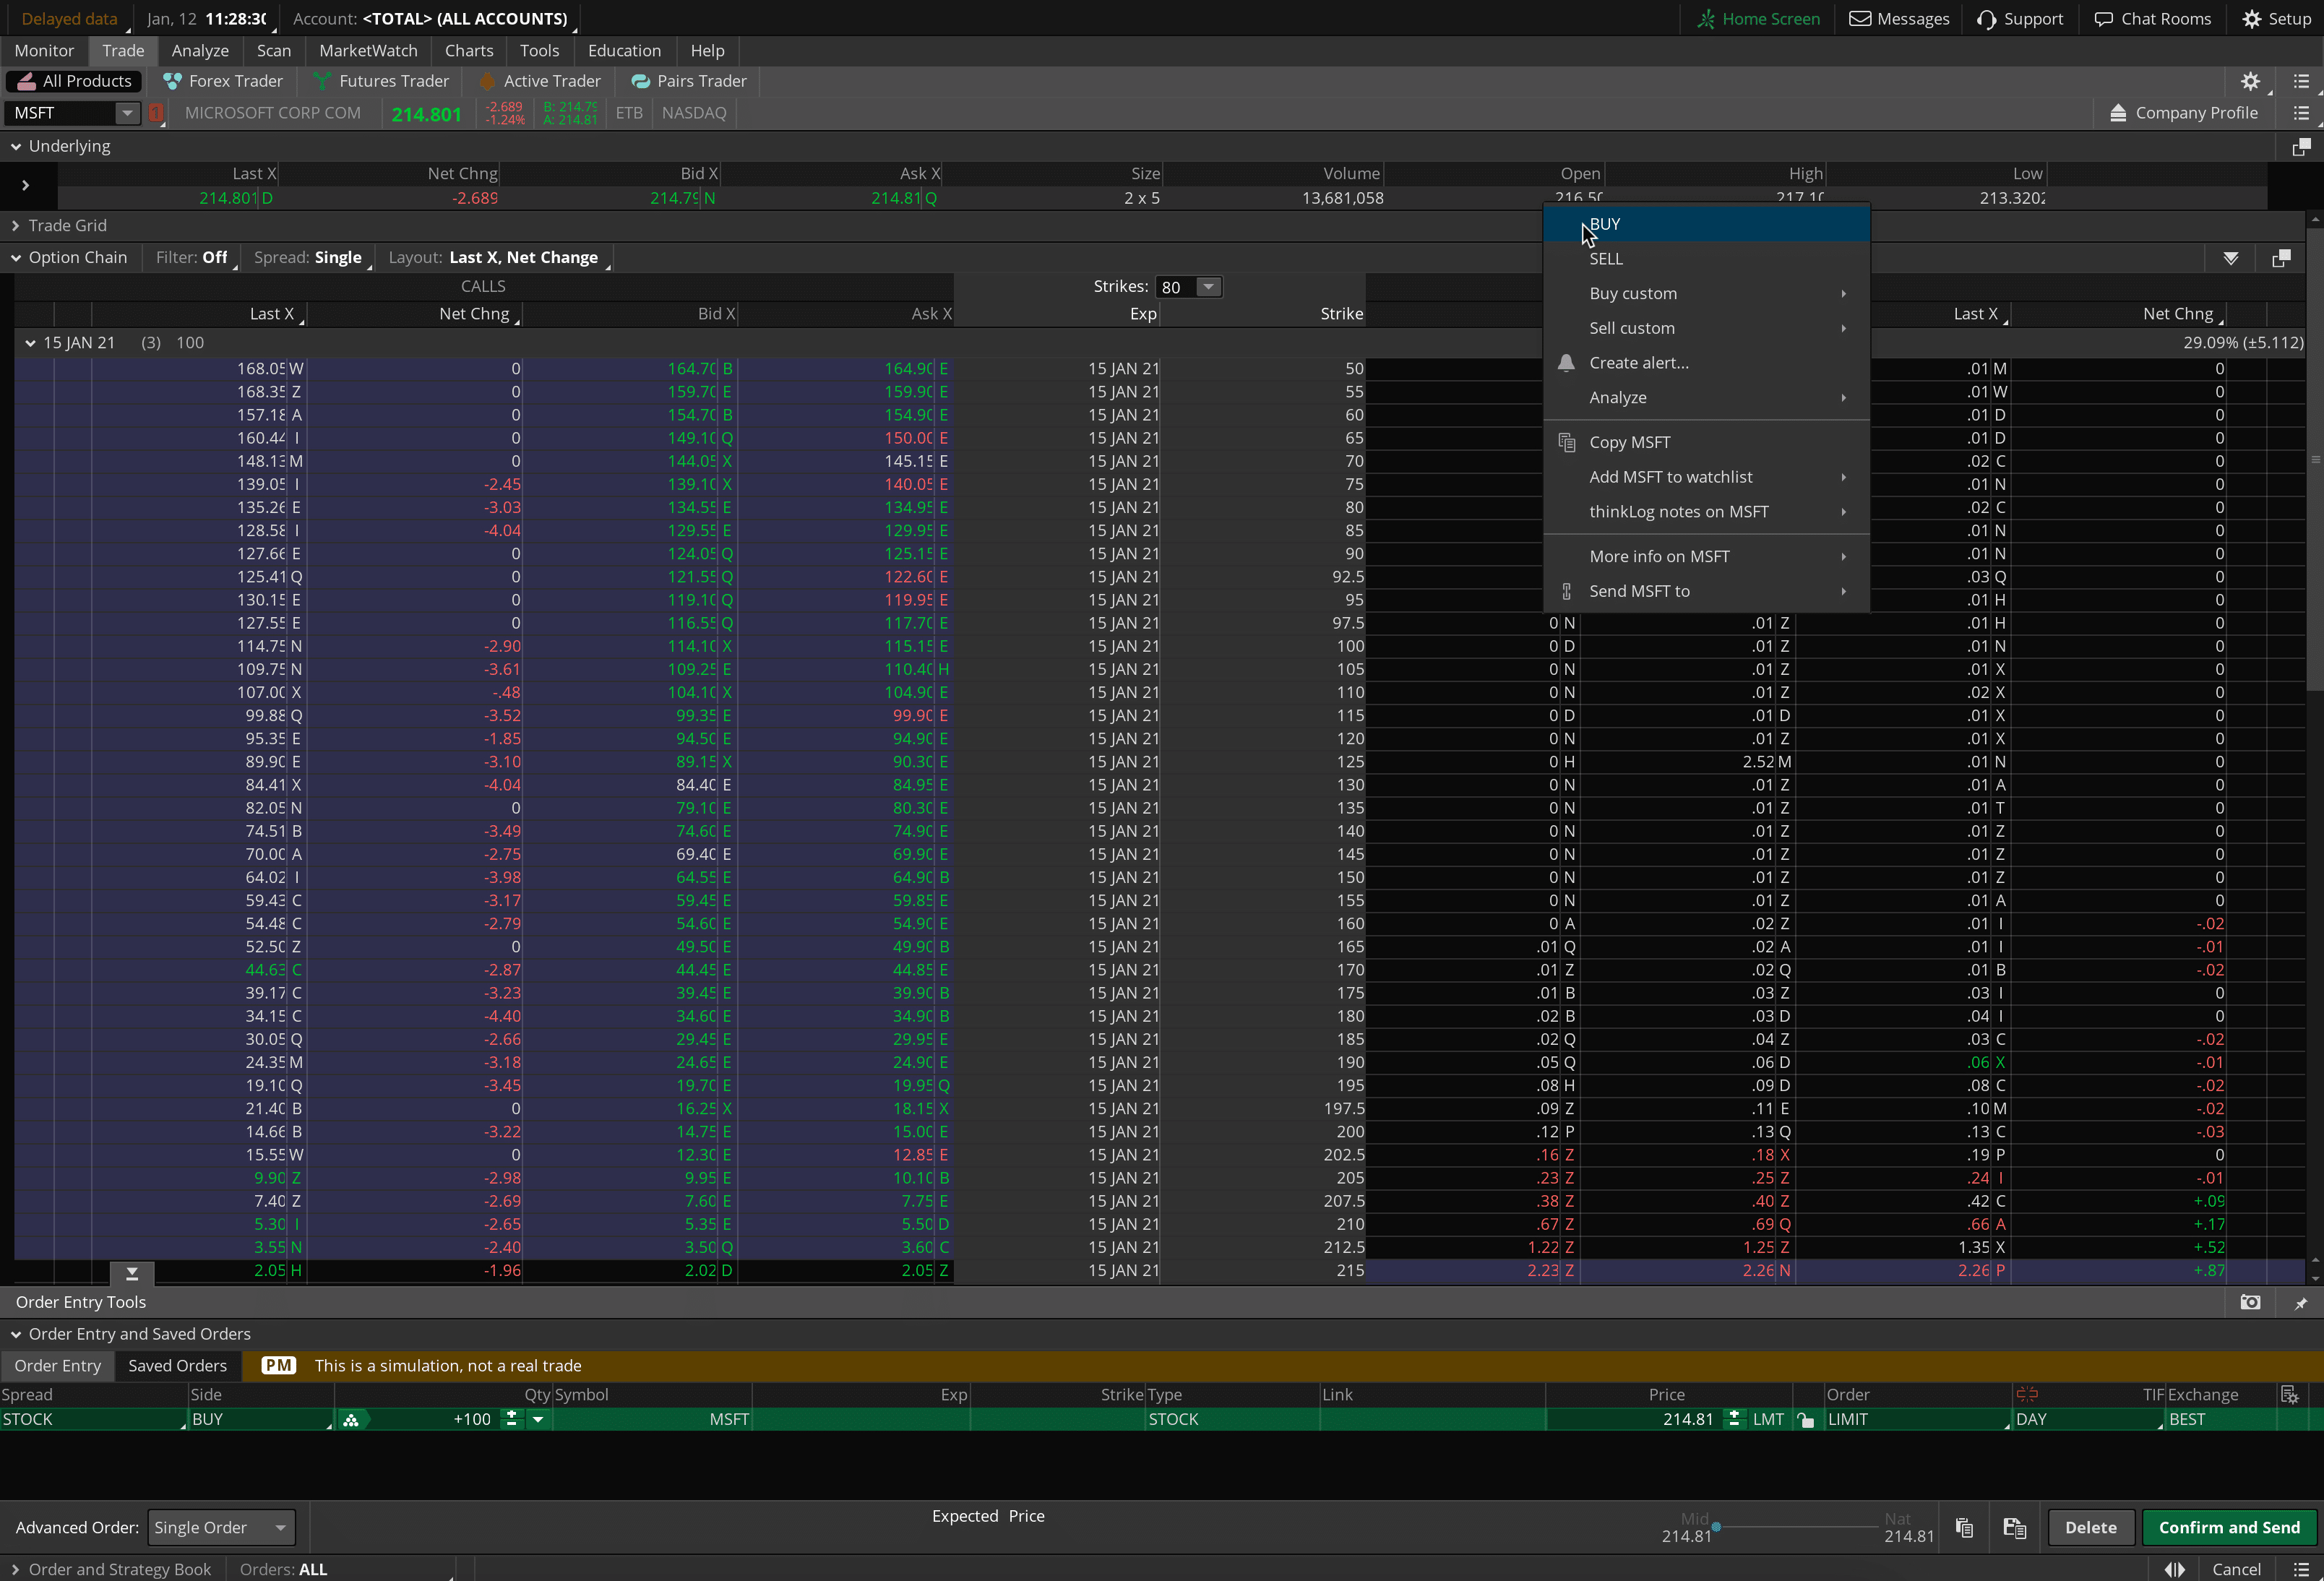 Delayed data Jan, 12 11:28:30 Account: <TOTAL> (ALL ACCOUNTS) Home Screen Messages Support Chat Rooms Setup
Monitor Trade Analyze Scan MarketWatch Charts Tools Education Help
All Products Forex Trader Futures Trader Active Trader Pairs Trader
MSFT 1 MICROSOFT CORP COM 214.801 -2.689 -1.24% B: 214.79 A: 214.81 ETB NASDAQ Company Profile
Underlying
Last X Net Chng Bid X Ask X Size Volume Open High Low
214.801 D -2.689 214.79 N 214.81 Q 2 x 5 13,681,058 216.50 217.10 213.3202
Trade Grid
Option Chain Filter: Off Spread: Single Layout: Last X, Net Change
CALLS Strikes: 80
Last X Net Chng Bid X Ask X Exp Strike Last X Net Chng
15 JAN 21 (3) 100 29.09% (±5.112)
BUY
SELL
Buy custom
Sell custom
Create alert...
Analyze
Copy MSFT
Add MSFT to watchlist
thinkLog notes on MSFT
More info on MSFT
Send MSFT to
168.05 W 0 164.70 B 164.90 E 15 JAN 21 50 .01 M 0
168.35 Z 0 159.70 E 159.90 E 15 JAN 21 55 .01 W 0
157.18 A 0 154.70 B 154.90 E 15 JAN 21 60 .01 D 0
160.44 I 0 149.10 Q 150.00 E 15 JAN 21 65 .01 D 0
148.13 M 0 144.05 X 145.15 E 15 JAN 21 70 .02 C 0
139.05 I -2.45 139.10 X 140.05 E 15 JAN 21 75 .01 N 0
135.26 E -3.03 134.55 E 134.95 E 15 JAN 21 80 .02 C 0
128.58 I -4.04 129.55 E 129.95 E 15 JAN 21 85 .01 N 0
127.66 E 0 124.05 Q 125.15 E 15 JAN 21 90 .01 N 0
125.41 Q 0 121.55 Q 122.60 E 15 JAN 21 92.5 .03 Q 0
130.15 E 0 119.10 Q 119.95 E 15 JAN 21 95 .01 H 0
127.55 E 0 116.55 Q 117.70 E 15 JAN 21 97.5 0 N .01 Z .01 H 0
114.75 N -2.90 114.10 X 115.15 E 15 JAN 21 100 0 D .01 Z .01 N 0
109.75 N -3.61 109.25 E 110.40 H 15 JAN 21 105 0 N .01 Z .01 X 0
107.00 X -.48 104.10 X 104.90 E 15 JAN 21 110 0 N .01 Z .02 X 0
99.88 Q -3.52 99.35 E 99.90 E 15 JAN 21 115 0 D .01 D .01 X 0
95.35 E -1.85 94.50 E 94.90 E 15 JAN 21 120 0 N .01 Z .01 X 0
89.90 E -3.10 89.15 X 90.30 E 15 JAN 21 125 0 H 2.52 M .01 N 0
84.41 X -4.04 84.40 E 84.95 E 15 JAN 21 130 0 N .01 Z .01 A 0
82.05 N 0 79.10 E 80.30 E 15 JAN 21 135 0 N .01 Z .01 T 0
74.51 B -3.49 74.60 E 74.90 E 15 JAN 21 140 0 N .01 Z .01 Z 0
70.00 A -2.75 69.40 E 69.90 E 15 JAN 21 145 0 N .01 Z .01 Z 0
64.02 I -3.98 64.55 E 64.90 B 15 JAN 21 150 0 N .01 Z .01 Z 0
59.43 C -3.17 59.45 E 59.85 E 15 JAN 21 155 0 N .01 Z .01 A 0
54.48 C -2.79 54.60 E 54.90 E 15 JAN 21 160 0 A .02 Z .01 I -.02
52.50 Z 0 49.50 E 49.90 B 15 JAN 21 165 .01 Q .02 A .01 I -.01
44.63 C -2.87 44.45 E 44.85 E 15 JAN 21 170 .01 Z .02 Q .01 B -.02
39.17 C -3.23 39.45 E 39.90 B 15 JAN 21 175 .01 B .03 Z .03 I 0
34.15 C -4.40 34.60 E 34.90 B 15 JAN 21 180 .02 B .03 D .04 I 0
30.05 Q -2.66 29.45 E 29.95 E 15 JAN 21 185 .02 Q .04 Z .03 C -.02
24.35 M -3.18 24.65 E 24.90 E 15 JAN 21 190 .05 Q .06 D .06 X -.01
19.10 Q -3.45 19.70 E 19.95 Q 15 JAN 21 195 .08 H .09 D .08 C -.02
21.40 B 0 16.25 X 18.15 X 15 JAN 21 197.5 .09 Z .11 E .10 M -.02
14.66 B -3.22 14.75 E 15.00 E 15 JAN 21 200 .12 P .13 Q .13 C -.03
15.55 W 0 12.30 E 12.85 E 15 JAN 21 202.5 .16 Z .18 X .19 P 0
9.90 Z -2.98 9.95 E 10.10 B 15 JAN 21 205 .23 Z .25 Z .24 I -.01
7.40 Z -2.69 7.60 E 7.75 E 15 JAN 21 207.5 .38 Z .40 Z .42 C +.09
5.30 I -2.65 5.35 E 5.50 D 15 JAN 21 210 .67 Z .69 Q .66 A +.17
3.55 N -2.40 3.50 Q 3.60 C 15 JAN 21 212.5 1.22 Z 1.25 Z 1.35 X +.52
2.05 H -1.96 2.02 D 2.05 Z 15 JAN 21 215 2.23 Z 2.26 N 2.26 P +.87
Order Entry Tools
Order Entry and Saved Orders
Order Entry Saved Orders PM This is a simulation, not a real trade
Spread Side Qty Symbol Exp Strike Type Link Price Order TIF Exchange
STOCK BUY +100 MSFT STOCK 214.81 LMT LIMIT DAY BEST
Advanced Order: Single Order Expected Price Mid 214.81 Nat 214.81 Delete Confirm and Send
Order and Strategy Book Orders: ALL Cancel